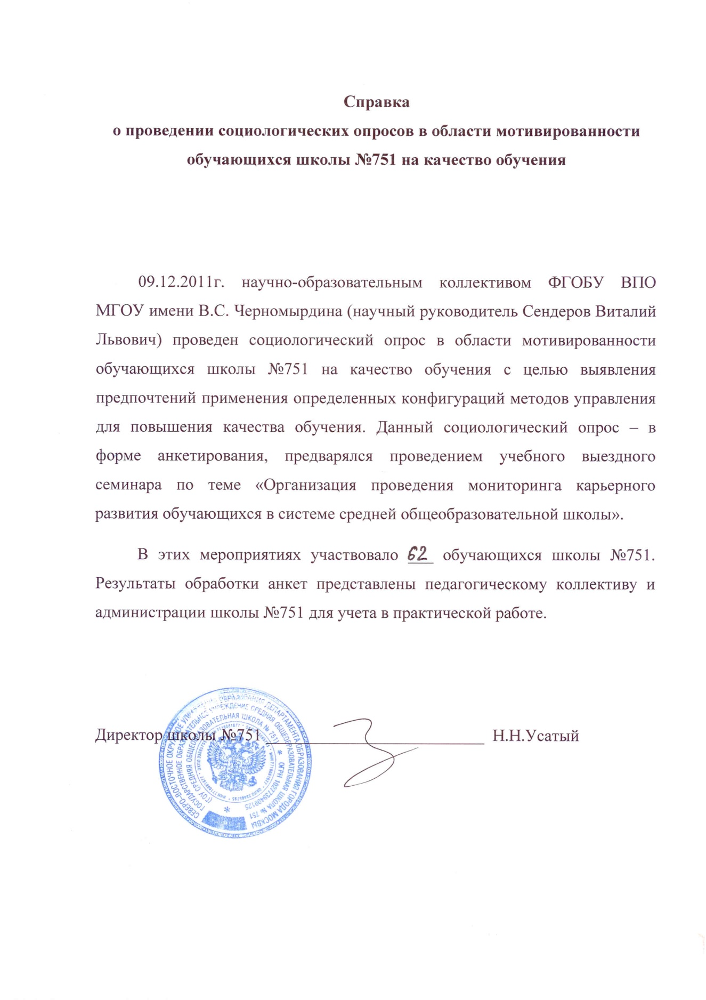 Справка
о проведении социологических опросов в области мотивированности
обучающихся школы №751 на качество обучения
09.12.2011г. научно-образовательным коллективом ФГОБУ ВПО
МГОУ имени В.С. Черномырдина (научный руководитель Сендеров Виталий
Львович) проведен социологический опрос в области мотивированности
обучающихся школы №751 на качество обучения с целью выявления
предпочтений применения определенных конфигураций методов управления
для повышения качества обучения. Данный социологический опрос – в
форме анкетирования, предварялся проведением учебного выездного
семинара по теме «Организация проведения мониторинга карьерного
развития обучающихся в системе средней общеобразовательной школы».
В этих мероприятиях участвовало 62 обучающихся школы №751.
Результаты обработки анкет представлены педагогическому коллективу и
администрации школы №751 для учета в практической работе.
Директор школы №751 Н.Н.Усатый
СЕВЕРО-ВОСТОЧНОЕ ОКРУЖНОЕ УПРАВЛЕНИЕ ОБРАЗОВАНИЯ ДЕПАРТАМЕНТА ОБРАЗОВАНИЯ ГОРОДА МОСКВЫ
ГОСУДАРСТВЕННОЕ ОБРАЗОВАТЕЛЬНОЕ УЧРЕЖДЕНИЕ СРЕДНЯЯ ОБЩЕОБРАЗОВАТЕЛЬНАЯ ШКОЛА № 751
(ГОУ СРЕДНЯЯ ОБЩЕОБРАЗОВАТЕЛЬНАЯ ШКОЛА № 751) * ОГРН 1027739409125 *